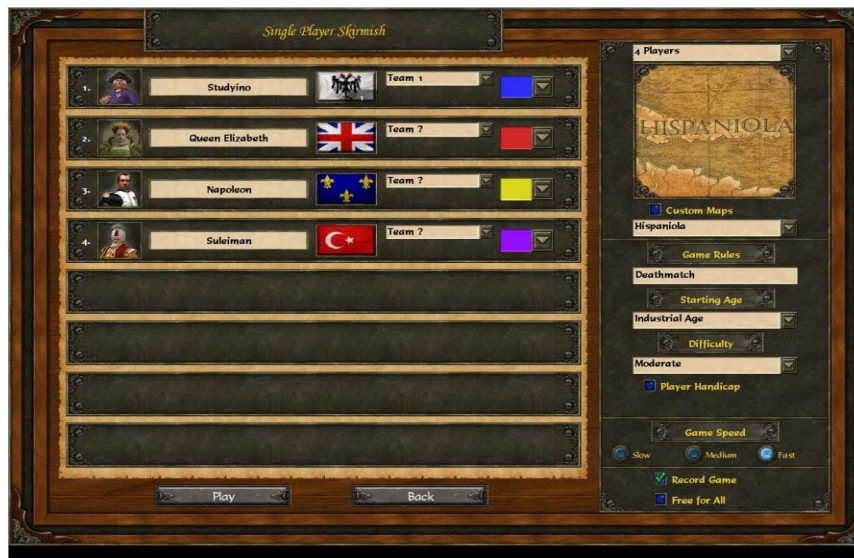 Single Player Skirmish
1. Studyino Team 1
2. Queen Elizabeth Team ?
3. Napoleon Team ?
4. Suleiman Team ?
Play Back
4 Players
HISPANIOLA
Custom Maps
Hispaniola
Game Rules
Deathmatch
Starting Age
Industrial Age
Difficulty
Moderate
Player Handicap
Game Speed
Slow Medium Fast
Record Game
Free for All